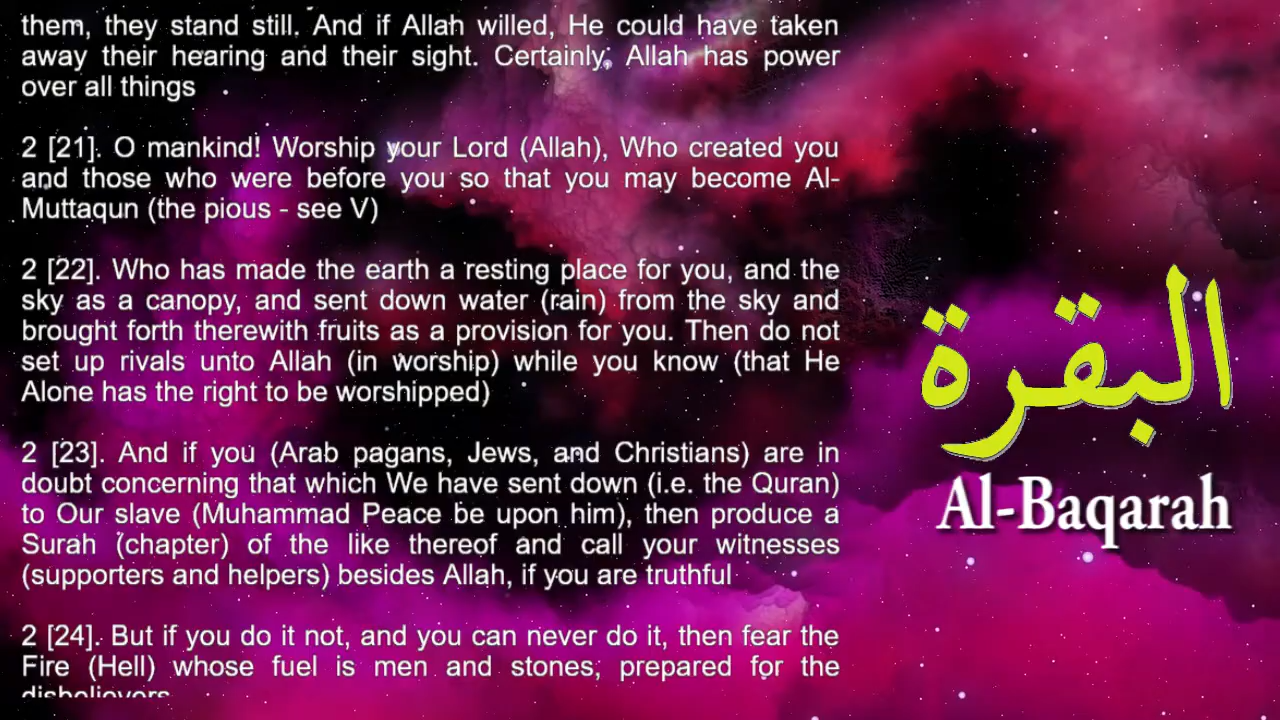 them, they stand still. And if Allah willed, He could have taken
away their hearing and their sight. Certainly, Allah has power
over all things
2 [21]. O mankind! Worship your Lord (Allah), Who created you
and those who were before you so that you may become Al-
Muttaqun (the pious - see V)
2 [22]. Who has made the earth a resting place for you, and the
sky as a canopy, and sent down water (rain) from the sky and
brought forth therewith fruits as a provision for you. Then do not
set up rivals unto Allah (in worship) while you know (that He
Alone has the right to be worshipped)
2 [23]. And if you (Arab pagans, Jews, and Christians) are in
doubt concerning that which We have sent down (i.e. the Quran)
to Our slave (Muhammad Peace be upon him), then produce a
Surah (chapter) of the like thereof and call your witnesses
(supporters and helpers) besides Allah, if you are truthful
2 [24]. But if you do it not, and you can never do it, then fear the
Fire (Hell) whose fuel is men and stones, prepared for the
disbelievers
البقرة
Al-Baqarah